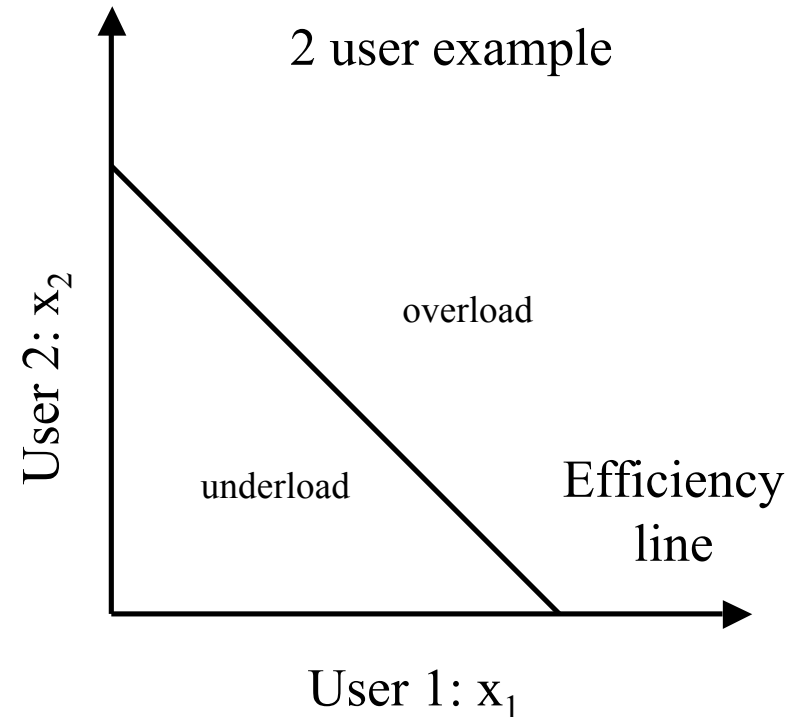 2 user example
User 2: x₂
overload
underload
Efficiency
line
User 1: x₁